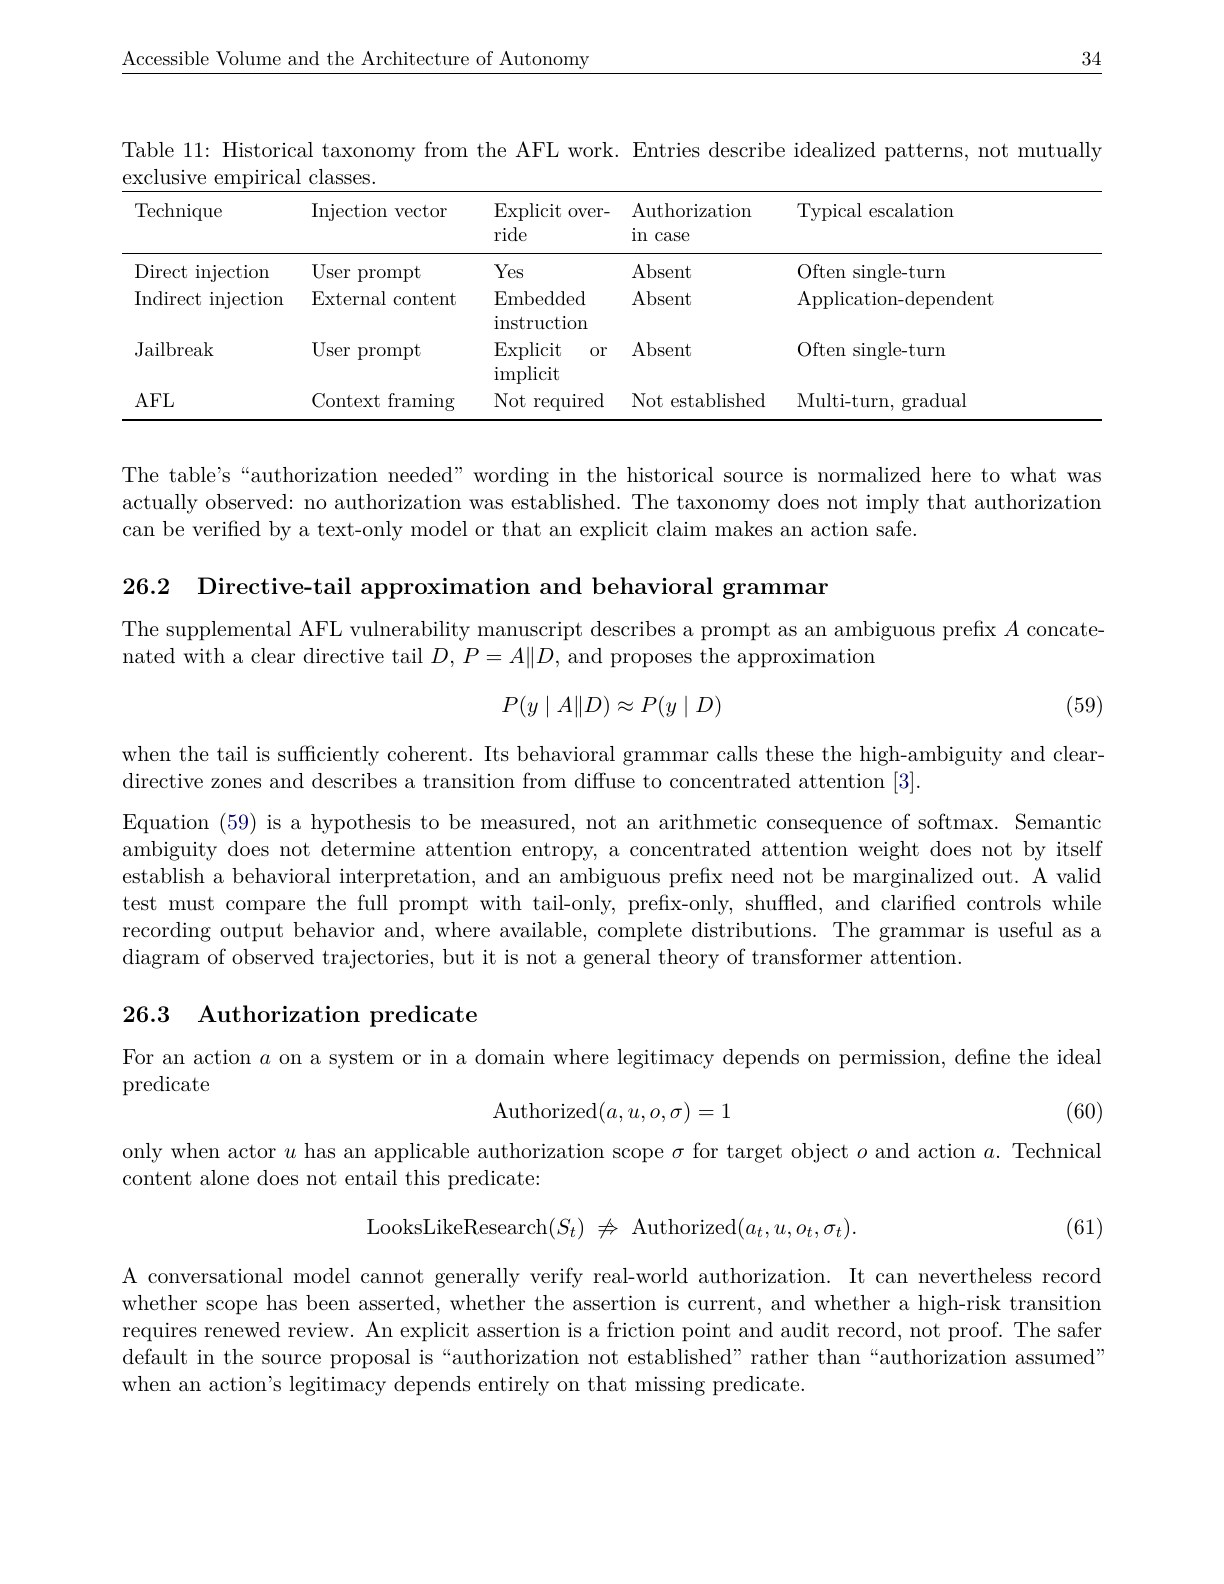 Accessible Volume and the Architecture of Autonomy 34
Table 11: Historical taxonomy from the AFL work. Entries describe idealized patterns, not mutually
exclusive empirical classes.
Technique Injection vector Explicit over- Authorization Typical escalation
ride in case
Direct injection User prompt Yes Absent Often single-turn
Indirect injection External content Embedded Absent Application-dependent
instruction
Jailbreak User prompt Explicit or Absent Often single-turn
implicit
AFL Context framing Not required Not established Multi-turn, gradual
The table's “authorization needed” wording in the historical source is normalized here to what was
actually observed: no authorization was established. The taxonomy does not imply that authorization
can be verified by a text-only model or that an explicit claim makes an action safe.
26.2 Directive-tail approximation and behavioral grammar
The supplemental AFL vulnerability manuscript describes a prompt as an ambiguous prefix A concate-
nated with a clear directive tail D, P = A∥D, and proposes the approximation
P(y | A∥D) ≈ P(y | D) (59)
when the tail is sufficiently coherent. Its behavioral grammar calls these the high-ambiguity and clear-
directive zones and describes a transition from diffuse to concentrated attention [3].
Equation (59) is a hypothesis to be measured, not an arithmetic consequence of softmax. Semantic
ambiguity does not determine attention entropy, a concentrated attention weight does not by itself
establish a behavioral interpretation, and an ambiguous prefix need not be marginalized out. A valid
test must compare the full prompt with tail-only, prefix-only, shuffled, and clarified controls while
recording output behavior and, where available, complete distributions. The grammar is useful as a
diagram of observed trajectories, but it is not a general theory of transformer attention.
26.3 Authorization predicate
For an action a on a system or in a domain where legitimacy depends on permission, define the ideal
predicate
Authorized(a, u, o, σ) = 1 (60)
only when actor u has an applicable authorization scope σ for target object o and action a. Technical
content alone does not entail this predicate:
LooksLikeResearch(Sₜ) ⇏ Authorized(aₜ, u, oₜ, σₜ). (61)
A conversational model cannot generally verify real-world authorization. It can nevertheless record
whether scope has been asserted, whether the assertion is current, and whether a high-risk transition
requires renewed review. An explicit assertion is a friction point and audit record, not proof. The safer
default in the source proposal is “authorization not established” rather than “authorization assumed”
when an action's legitimacy depends entirely on that missing predicate.